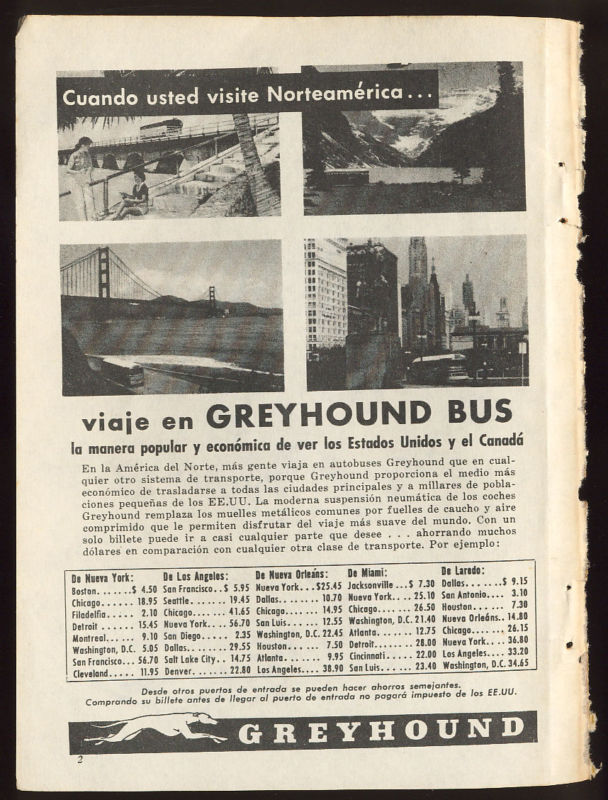 Cuando usted visite Norteamérica...
viaje en GREYHOUND BUS
la manera popular y económica de ver los Estados Unidos y el Canadá
En la América del Norte, más gente viaja en autobuses Greyhound que en cual-
quier otro sistema de transporte, porque Greyhound proporciona el medio más
económico de trasladarse a todas las ciudades principales y a millares de pobla-
ciones pequeñas de los EE.UU. La moderna suspensión neumática de los coches
Greyhound remplaza los muelles metálicos comunes por fuelles de caucho y aire
comprimido que le permiten disfrutar del viaje más suave del mundo. Con un
solo billete puede ir a casi cualquier parte que desee . . . ahorrando muchos
dólares en comparación con cualquier otra clase de transporte. Por ejemplo:
De Nueva York:
Boston.......$ 4.50
Chicago...... 18.95
Filadelfia.... 2.10
Detroit ...... 15.45
Montreal..... 9.10
Washington, D.C. 5.05
San Francisco... 56.70
Cleveland..... 11.95
De Los Angeles:
San Francisco..$ 5.95
Seattle ....... 19.45
Chicago....... 41.65
Nueva York.... 56.70
San Diego .... 2.35
Dallas........ 29.55
Salt Lake City .. 14.75
Denver....... 22.80
De Nueva Orleáns:
Nueva York...$25.45
Dallas........ 10.70
Chicago....... 14.95
San Luis...... 12.55
Washington, D.C. 22.45
Houston...... 7.50
Atlanta....... 9.95
Los Angeles.... 38.90
De Miami:
Jacksonville ...$ 7.30
Nueva York.... 25.10
Chicago....... 26.50
Washington, D.C. 21.40
Atlanta....... 12.75
Detroit....... 28.00
Cincinnati..... 22.00
San Luis...... 23.40
De Laredo:
Dallas.......$ 9.15
San Antonio.... 3.10
Houston....... 7.30
Nueva Orleáns.. 14.80
Chicago....... 26.15
Nueva York.... 36.80
Los Angeles.... 33.20
Washington, D.C. 34.65
Desde otros puertos de entrada se pueden hacer ahorros semejantes.
Comprando su billete antes de llegar al puerto de entrada no pagará impuesto de los EE.UU.
GREYHOUND
2